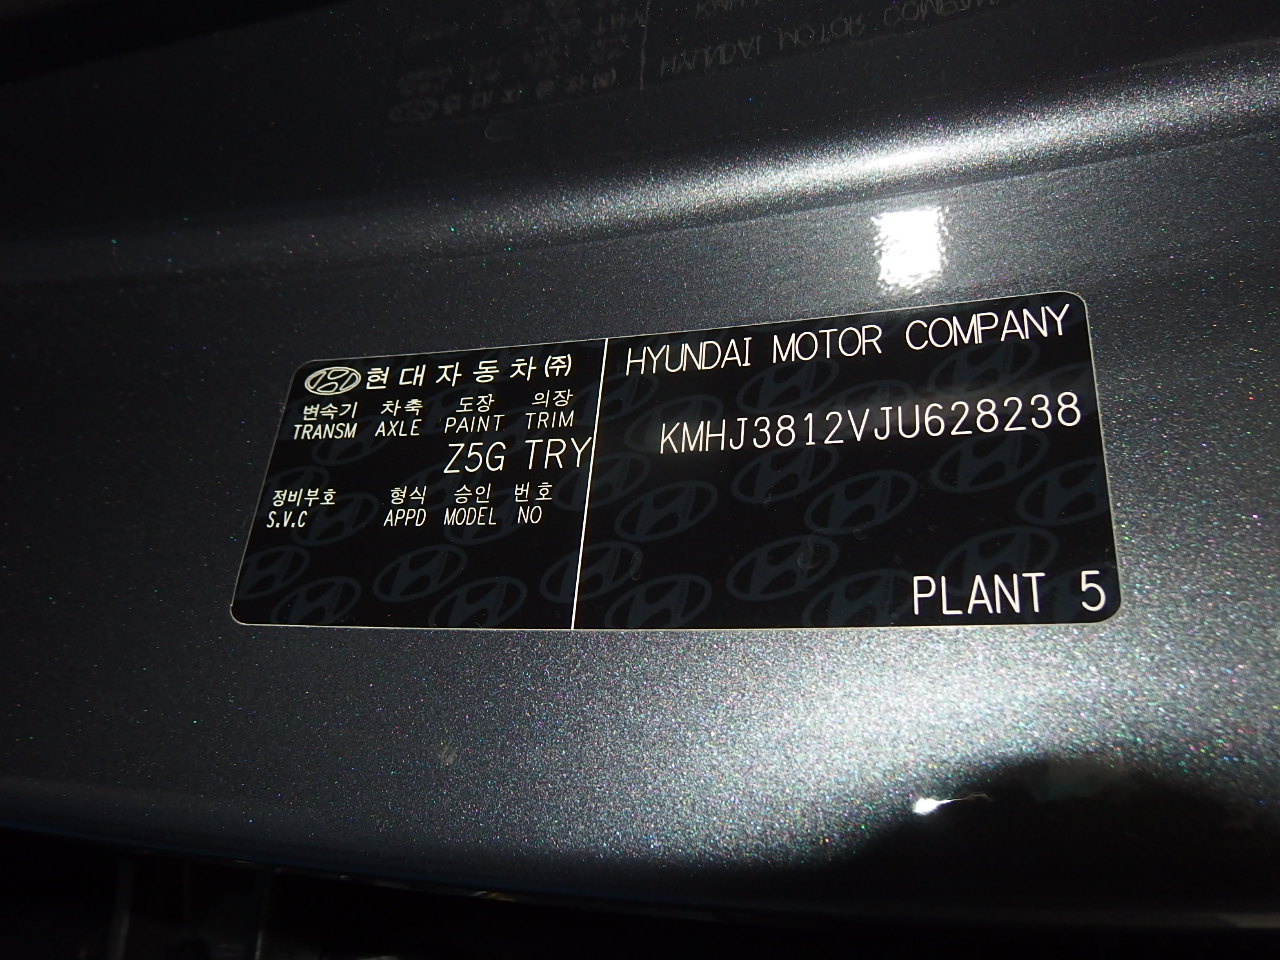 현대자동차(주)
변속기 차축 도장 의장
TRANSM AXLE PAINT TRIM
Z5G TRY
정비부호 형식 승인 번호
S.V.C APPD MODEL NO
HYUNDAI MOTOR COMPANY
KMHJ3812VJU628238
PLANT 5